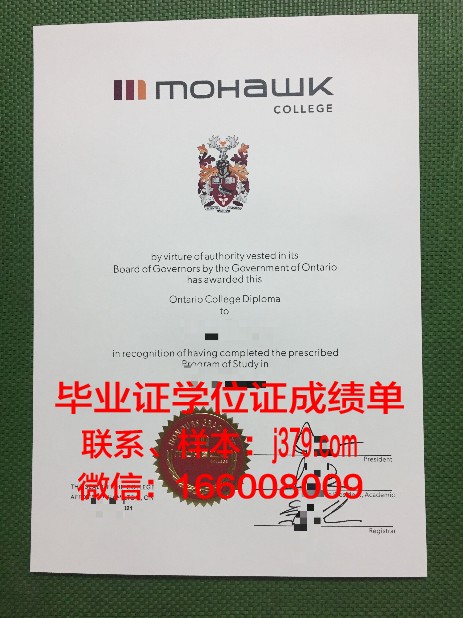 mohawk
COLLEGE
by virtue of authority vested in its
Board of Governors by the Government of Ontario
has awarded this
Ontario College Diploma
to
in recognition of having completed the prescribed
Program of Study in
毕业证学位证成绩单
联系、样本：j379.com
President
微信：166008009
Academic
Registrar